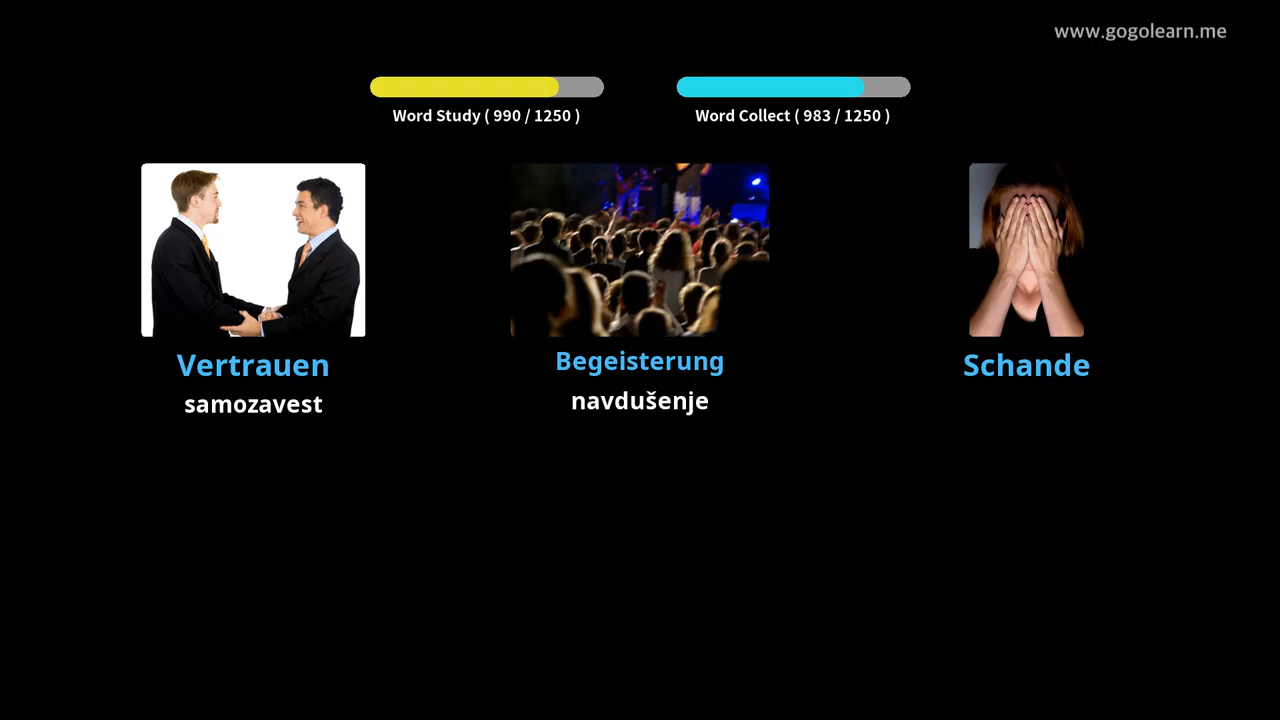 www.gogolearn.me
Word Study ( 990 / 1250 )
Word Collect ( 983 / 1250 )
Vertrauen
samozavest
Begeisterung
navdušenje
Schande